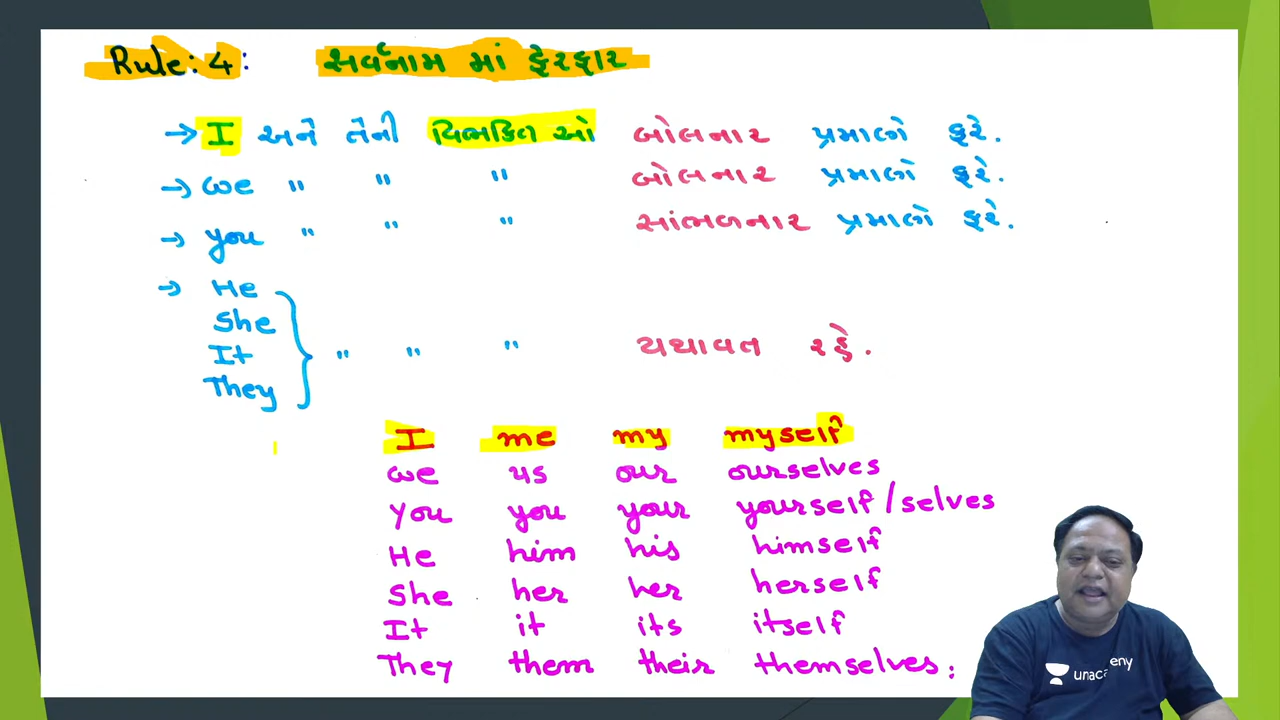 Rule: 4: સર્વનામ માં ફેરફાર
→ I અને તેની વિભક્તિ ઓ બોલનાર પ્રમાણે ફરે.
→ we " " " બોલનાર પ્રમાણે ફરે.
→ you " " " સાંભળનાર પ્રમાણે ફરે.
→ He
She
It " " " યથાવત રહે.
They
I me my myself
we us our ourselves
You you your yourself/selves
He him his himself
She her her herself
It it its itself
They them their themselves.
unacademy